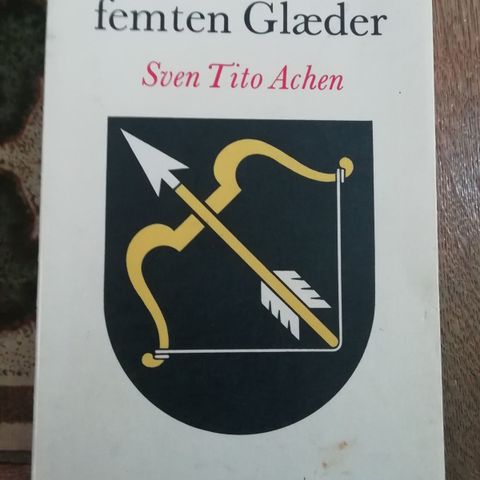 femten Glæder
Sven Tito Achen